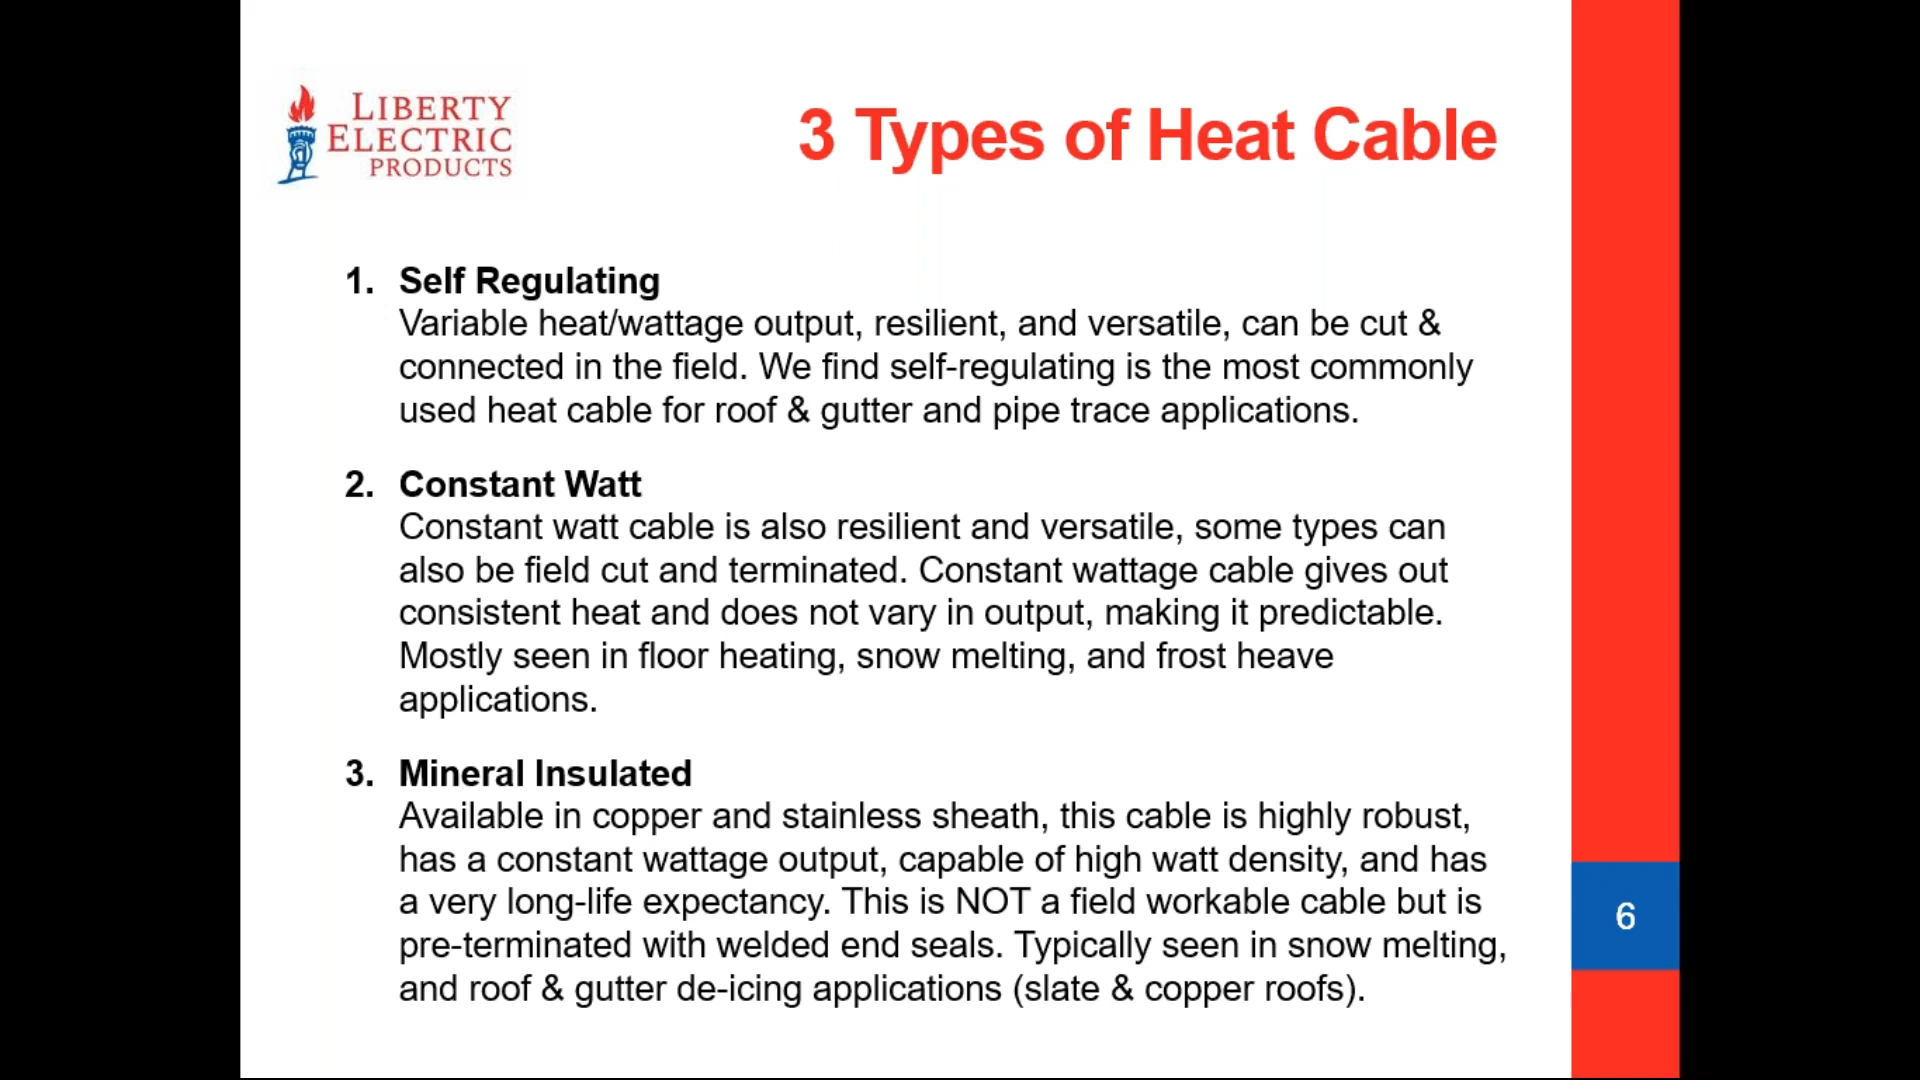 LIBERTY
ELECTRIC
PRODUCTS
3 Types of Heat Cable
1. Self Regulating
Variable heat/wattage output, resilient, and versatile, can be cut &
connected in the field. We find self-regulating is the most commonly
used heat cable for roof & gutter and pipe trace applications.
2. Constant Watt
Constant watt cable is also resilient and versatile, some types can
also be field cut and terminated. Constant wattage cable gives out
consistent heat and does not vary in output, making it predictable.
Mostly seen in floor heating, snow melting, and frost heave
applications.
3. Mineral Insulated
Available in copper and stainless sheath, this cable is highly robust,
has a constant wattage output, capable of high watt density, and has
a very long-life expectancy. This is NOT a field workable cable but is
pre-terminated with welded end seals. Typically seen in snow melting,
and roof & gutter de-icing applications (slate & copper roofs).
6